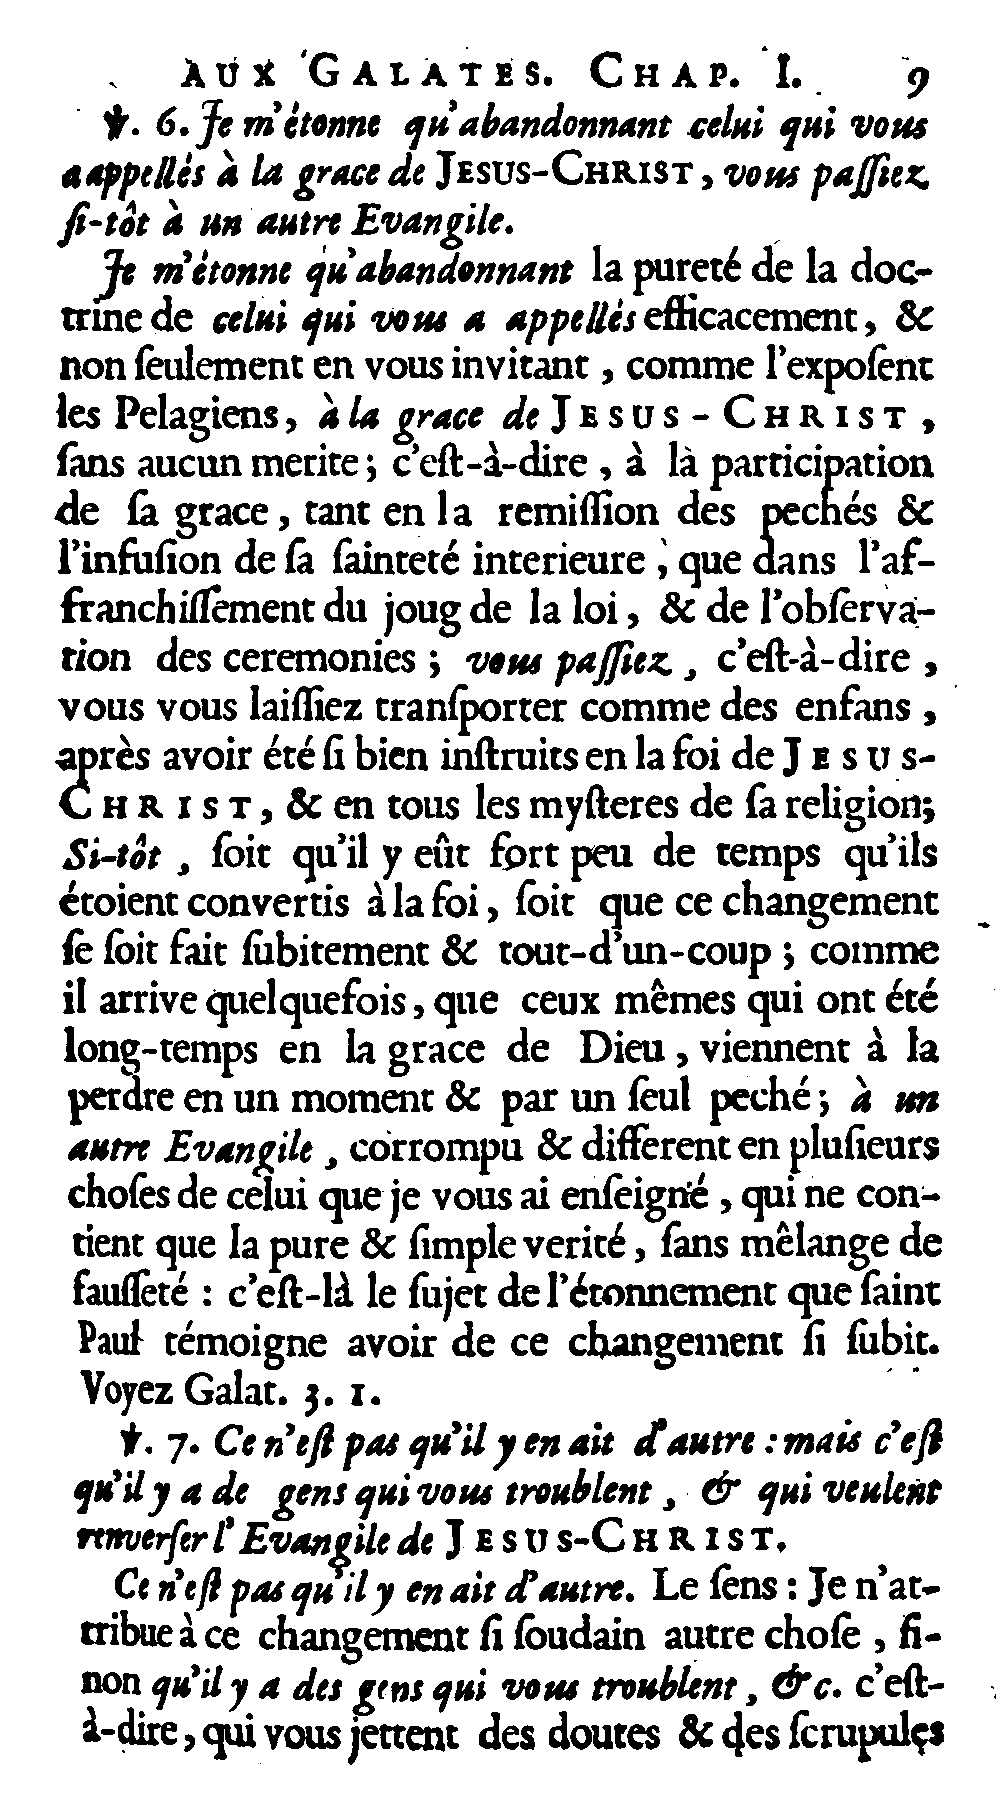 AUX GALATES. CHAP. I. 9
℣. 6. Je m'étonne qu'abandonnant celui qui vous
a appellés à la grace de JESUS-CHRIST, vous paſſiez
ſi-tôt à un autre Evangile.
Je m'étonne qu'abandonnant la pureté de la doc-
trine de celui qui vous a appellés efficacement, &
non ſeulement en vous invitant, comme l'expoſent
les Pelagiens, à la grace de JESUS-CHRIST,
ſans aucun merite; c'eſt-à-dire, à la participation
de ſa grace, tant en la remiſſion des pechés &
l'infuſion de ſa ſainteté interieure, que dans l'af-
franchiſſement du joug de la loi, & de l'obſerva-
tion des ceremonies; vous paſſiez, c'eſt-à-dire,
vous vous laiſſiez tranſporter comme des enfans,
après avoir été ſi bien inſtruits en la foi de JESUS-
CHRIST, & en tous les myſteres de ſa religion;
Si-tôt, ſoit qu'il y eût fort peu de temps qu'ils
étoient convertis à la foi, ſoit que ce changement
ſe ſoit fait ſubitement & tout-d'un-coup; comme
il arrive quelquefois, que ceux mêmes qui ont été
long-temps en la grace de Dieu, viennent à la
perdre en un moment & par un ſeul peché; à un
autre Evangile, corrompu & different en pluſieurs
choſes de celui que je vous ai enſeigné, qui ne con-
tient que la pure & ſimple verité, ſans mêlange de
fauſſeté : c'eſt-là le ſujet de l'étonnement que ſaint
Paul témoigne avoir de ce changement ſi ſubit.
Voyez Galat. 3. 1.
℣. 7. Ce n'eſt pas qu'il y en ait d'autre : mais c'eſt
qu'il y a de gens qui vous troublent, & qui veulent
renverſer l'Evangile de JESUS-CHRIST.
Ce n'eſt pas qu'il y en ait d'autre. Le ſens : Je n'at-
tribue à ce changement ſi ſoudain autre choſe, ſi-
non qu'il y a des gens qui vous troublent, &c. c'eſt-
à-dire, qui vous jettent des doutes & des ſcrupules